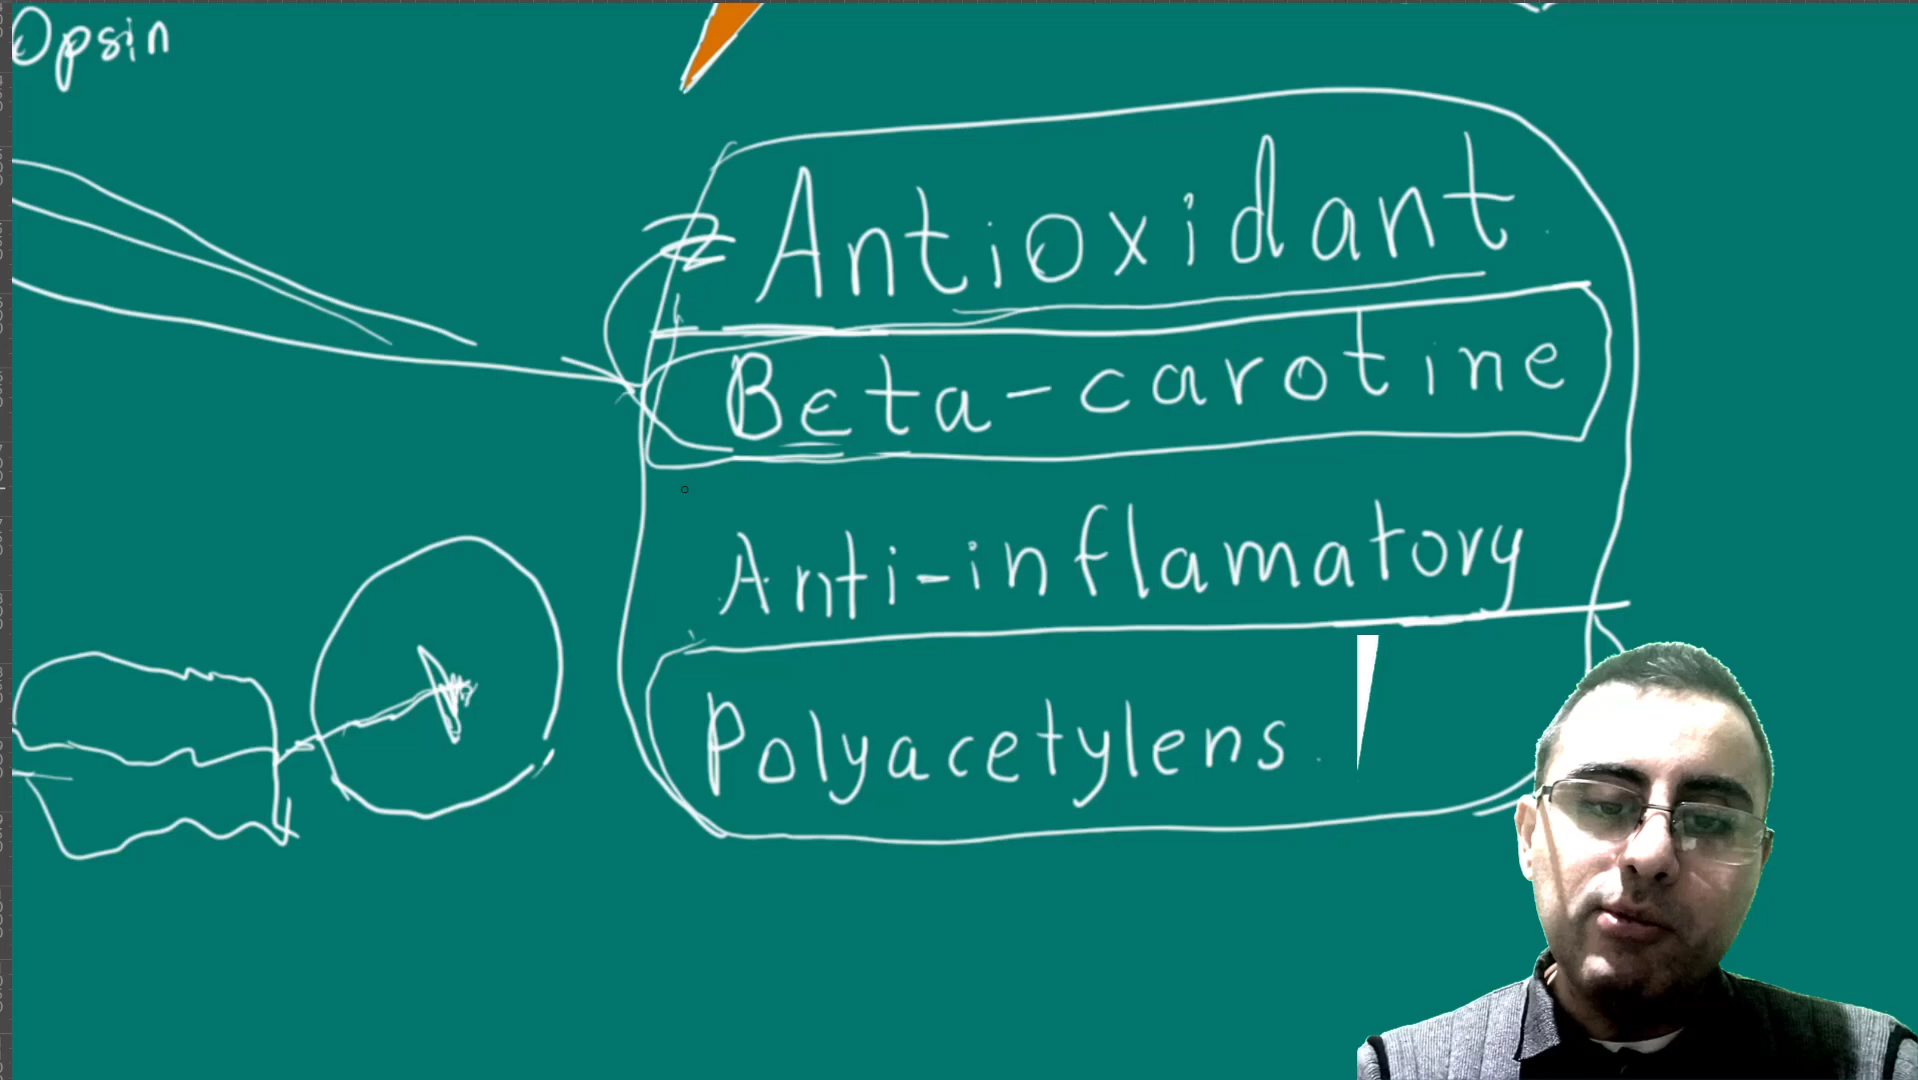 Opsin
Antioxidant
Beta-carotine
Anti-inflamatory
Polyacetylens